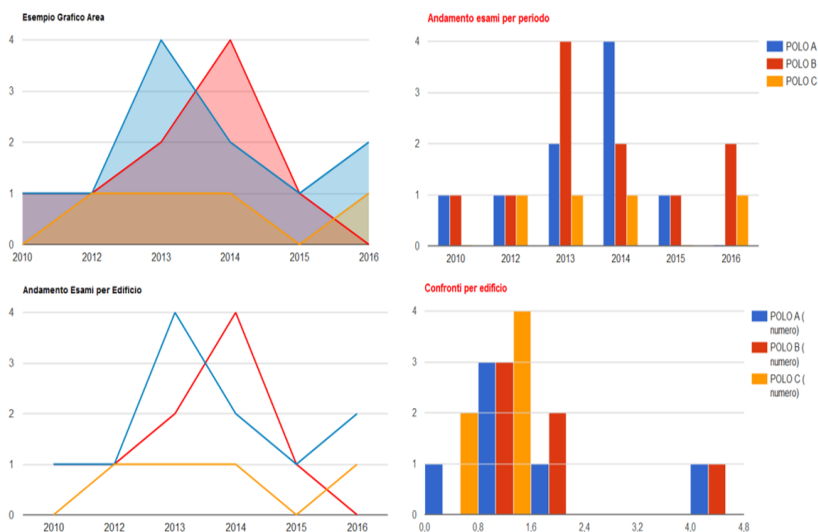 Esempio Grafico Area
4
3
2
1
0
2010 2012 2013 2014 2015 2016
Andamento esami per periodo
4
3
2
1
0
2010 2012 2013 2014 2015 2016
POLO A
POLO B
POLO C
Andamento Esami per Edificio
4
3
2
1
0
2010 2012 2013 2014 2015 2016
Confronti per edificio
4
3
2
1
0
0,0 0,8 1,6 2,4 3,2 4,0 4,8
POLO A (
numero)
POLO B (
numero)
POLO C (
numero)